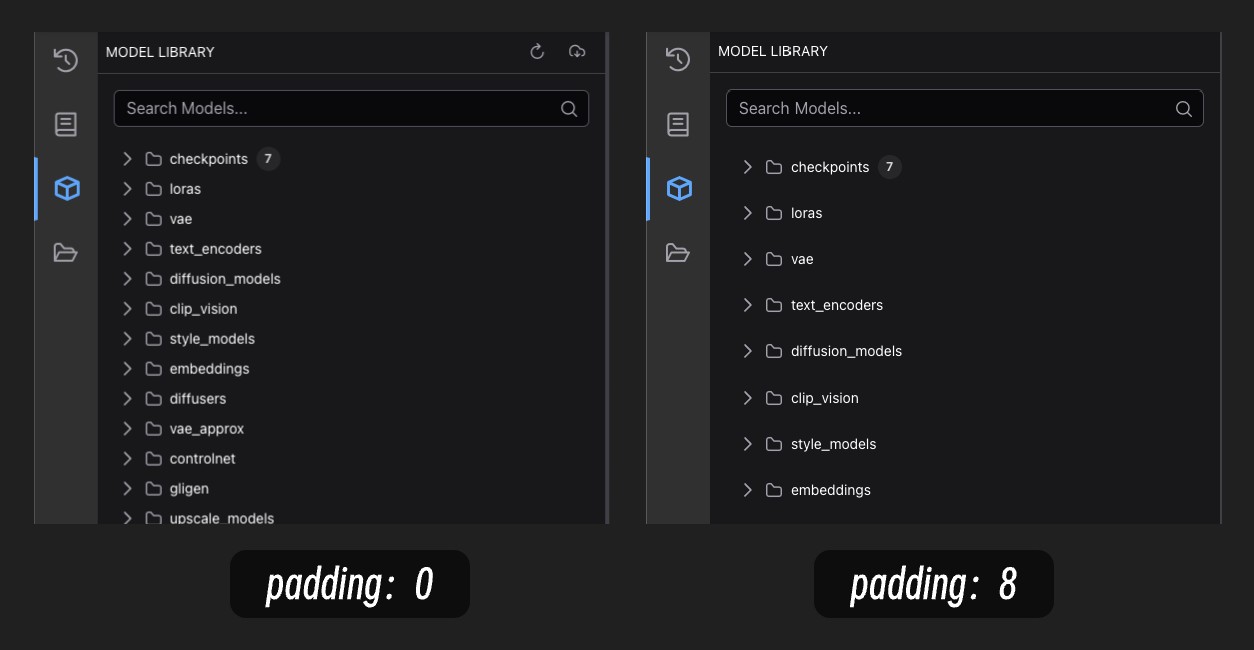 MODEL LIBRARY
Search Models...
checkpoints 7
loras
vae
text_encoders
diffusion_models
clip_vision
style_models
embeddings
diffusers
vae_approx
controlnet
gligen
upscale_models
padding: 0
MODEL LIBRARY
Search Models...
checkpoints 7
loras
vae
text_encoders
diffusion_models
clip_vision
style_models
embeddings
padding: 8